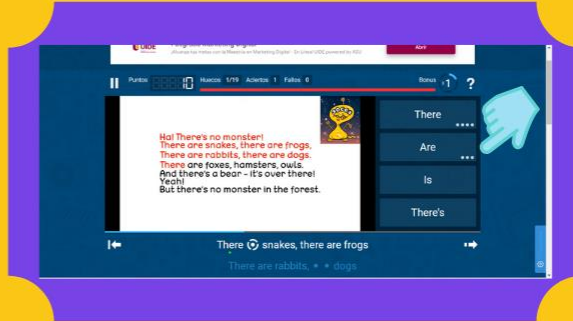 UIDE
Abril
Puntos 10 Huecos 1/19 Aciertos 1 Fallos 0 Bonus x1 ?
Ha! There's no monster!
There are snakes, there are frogs,
There are rabbits, there are dogs.
There are foxes, hamsters, owls.
And there's a bear - it's over there!
Yeah!
But there's no monster in the forest.
There
Are
Is
There's
There snakes, there are frogs
There are rabbits, * * dogs